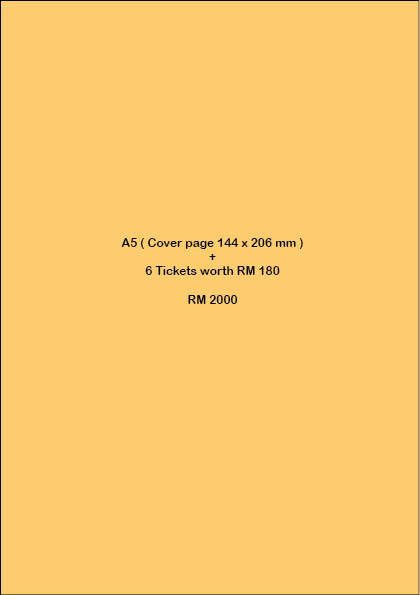 A5 ( Cover page 144 x 206 mm )
+
6 Tickets worth RM 180
RM 2000